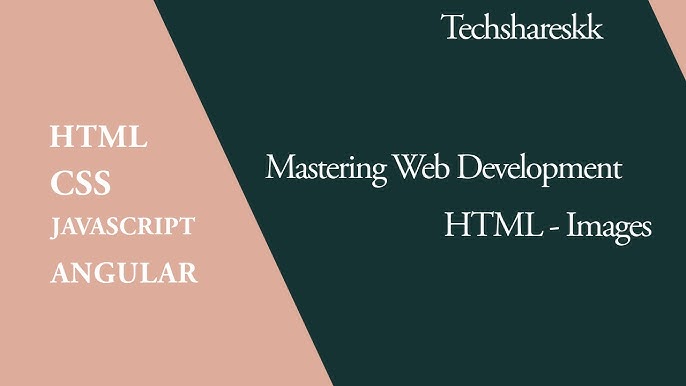 Techshareskk
HTML
CSS
JAVASCRIPT
ANGULAR
Mastering Web Development
HTML - Images